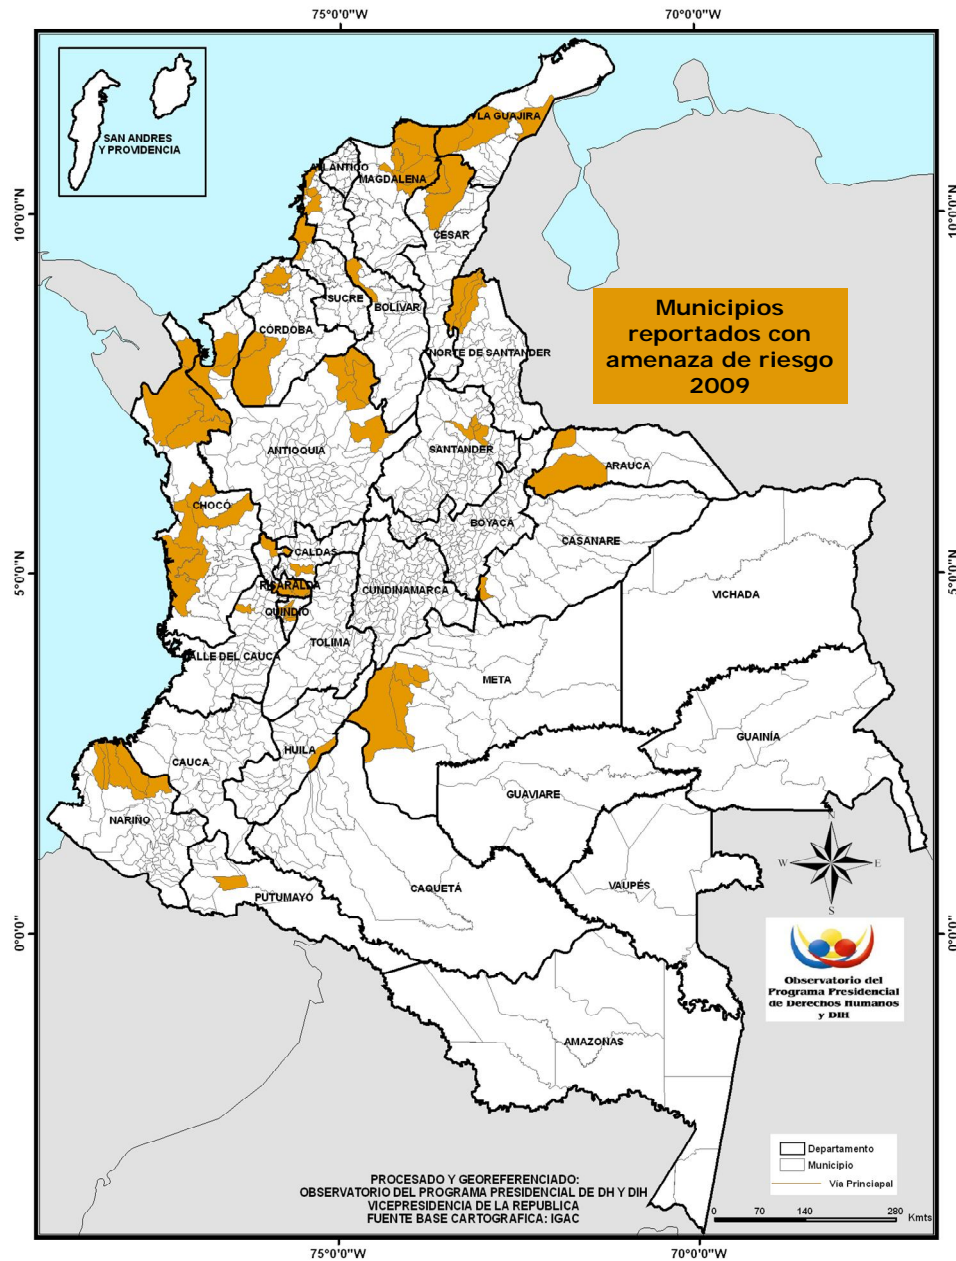 75°0'0"W
70°0'0"W
SAN ANDRES
Y PROVIDENCIA
LA GUAJIRA
ATLÁNTICO
MAGDALENA
10°0'0"N
10°0'0"N
CESAR
SUCRE
BOLÍVAR
CÓRDOBA
Municipios
reportados con
amenaza de riesgo
2009
NORTE DE SANTANDER
ANTIOQUIA
SANTANDER
ARAUCA
CHOCÓ
BOYACÁ
CASANARE
CALDAS
5°0'0"N
5°0'0"N
RISARALDA
CUNDINAMARCA
VICHADA
QUINDIO
TOLIMA
VALLE DEL CAUCA
META
GUAINÍA
HUILA
CAUCA
GUAVIARE
NARIÑO
N
W
E
S
CAQUETÁ
VAUPÉS
PUTUMAYO
0°0'0"
0°0'0"
Observatorio del
Programa Presidencial
de Derechos Humanos
y DIH
AMAZONAS
Departamento
Municipio
Via Princiapal
PROCESADO Y GEOREFERENCIADO:
OBSERVATORIO DEL PROGRAMA PRESIDENCIAL DE DH Y DIH
VICEPRESIDENCIA DE LA REPUBLICA
FUENTE BASE CARTOGRAFICA: IGAC
0 70 140 280
Kmts
75°0'0"W
70°0'0"W